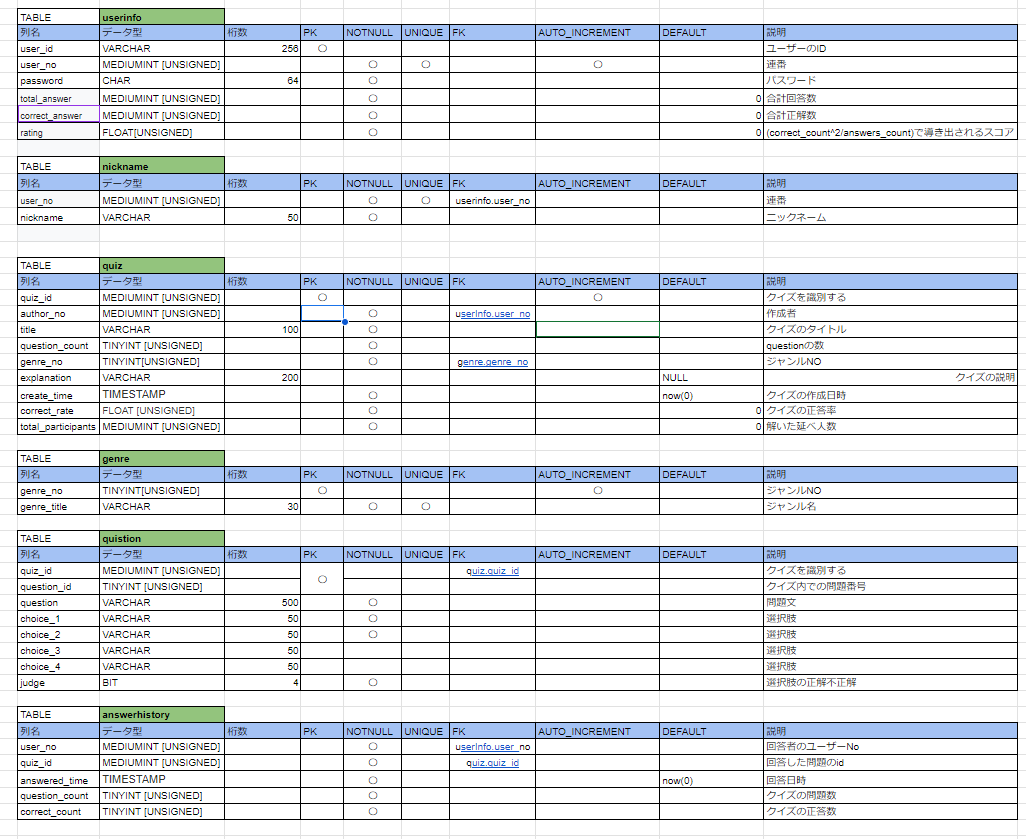 TABLE userinfo
列名 データ型 桁数 PK NOTNULL UNIQUE FK AUTO_INCREMENT DEFAULT 説明
user_id VARCHAR 256 〇 ユーザーのID
user_no MEDIUMINT [UNSIGNED] 〇 〇 〇 連番
password CHAR 64 〇 パスワード
total_answer MEDIUMINT [UNSIGNED] 〇 0 合計回答数
correct_answer MEDIUMINT [UNSIGNED] 〇 0 合計正解数
rating FLOAT[UNSIGNED] 〇 0 (correct_count^2/answers_count)で導き出されるスコア
TABLE nickname
列名 データ型 桁数 PK NOTNULL UNIQUE FK AUTO_INCREMENT DEFAULT 説明
user_no MEDIUMINT [UNSIGNED] 〇 〇 userinfo.user_no 連番
nickname VARCHAR 50 〇 ニックネーム
TABLE quiz
列名 データ型 桁数 PK NOTNULL UNIQUE FK AUTO_INCREMENT DEFAULT 説明
quiz_id MEDIUMINT [UNSIGNED] 〇 〇 クイズを識別する
author_no MEDIUMINT [UNSIGNED] 〇 userInfo.user_no 作成者
title VARCHAR 100 〇 クイズのタイトル
question_count TINYINT [UNSIGNED] 〇 questionの数
genre_no TINYINT[UNSIGNED] 〇 genre.genre_no ジャンルNO
explanation VARCHAR 200 NULL クイズの説明
create_time TIMESTAMP 〇 now(0) クイズの作成日時
correct_rate FLOAT [UNSIGNED] 〇 0 クイズの正答率
total_participants MEDIUMINT [UNSIGNED] 〇 0 解いた延べ人数
TABLE genre
列名 データ型 桁数 PK NOTNULL UNIQUE FK AUTO_INCREMENT DEFAULT 説明
genre_no TINYINT[UNSIGNED] 〇 〇 ジャンルNO
genre_title VARCHAR 30 〇 〇 ジャンル名
TABLE quistion
列名 データ型 桁数 PK NOTNULL UNIQUE FK AUTO_INCREMENT DEFAULT 説明
quiz_id MEDIUMINT [UNSIGNED] 〇 quiz.quiz_id クイズを識別する
question_id TINYINT [UNSIGNED] クイズ内での問題番号
question VARCHAR 500 〇 問題文
choice_1 VARCHAR 50 〇 選択肢
choice_2 VARCHAR 50 〇 選択肢
choice_3 VARCHAR 50 選択肢
choice_4 VARCHAR 50 選択肢
judge BIT 4 〇 選択肢の正解不正解
TABLE answerhistory
列名 データ型 桁数 PK NOTNULL UNIQUE FK AUTO_INCREMENT DEFAULT 説明
user_no MEDIUMINT [UNSIGNED] 〇 userInfo.user_no 回答者のユーザーNo
quiz_id MEDIUMINT [UNSIGNED] 〇 quiz.quiz_id 回答した問題のid
answered_time TIMESTAMP 〇 now(0) 回答日時
question_count TINYINT [UNSIGNED] 〇 クイズの問題数
correct_count TINYINT [UNSIGNED] 〇 クイズの正答数